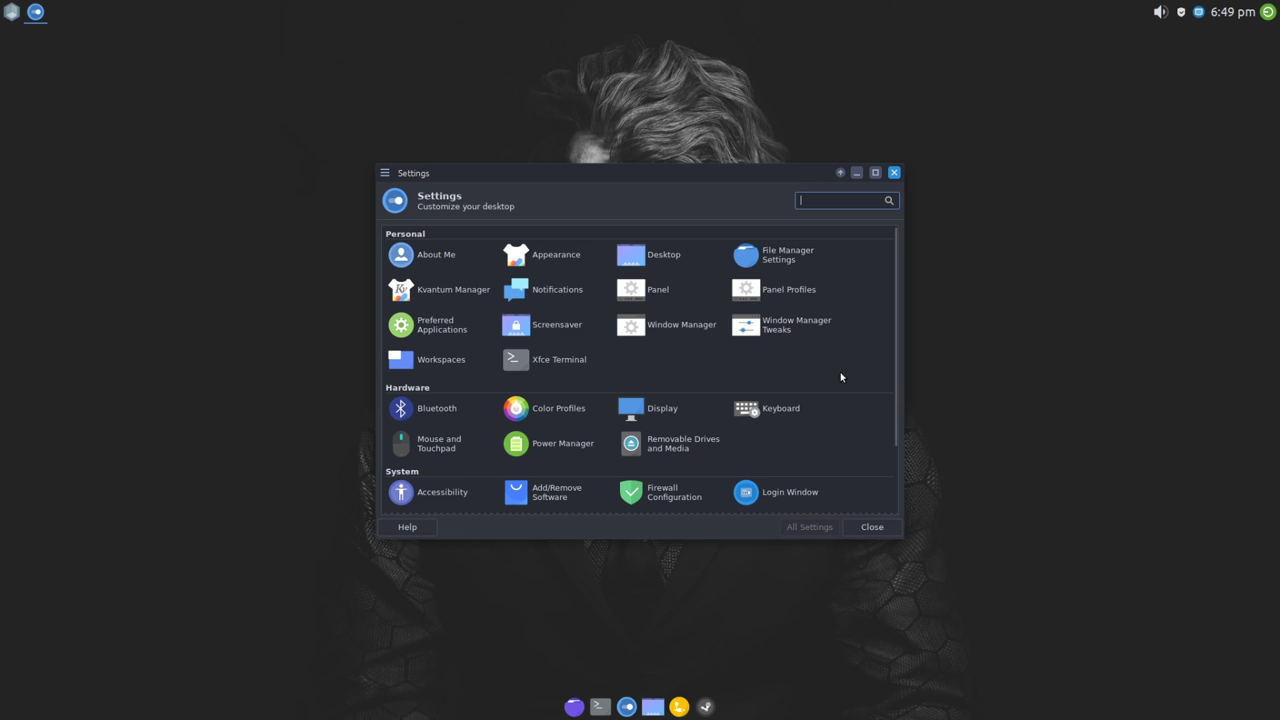 6:49 pm
Settings
Settings
Customize your desktop
Personal
About Me
Appearance
Desktop
File Manager
Settings
Kvantum Manager
Notifications
Panel
Panel Profiles
Preferred
Applications
Screensaver
Window Manager
Window Manager
Tweaks
Workspaces
Xfce Terminal
Hardware
Bluetooth
Color Profiles
Display
Keyboard
Mouse and
Touchpad
Power Manager
Removable Drives
and Media
System
Accessibility
Add/Remove
Software
Firewall
Configuration
Login Window
Help
All Settings
Close